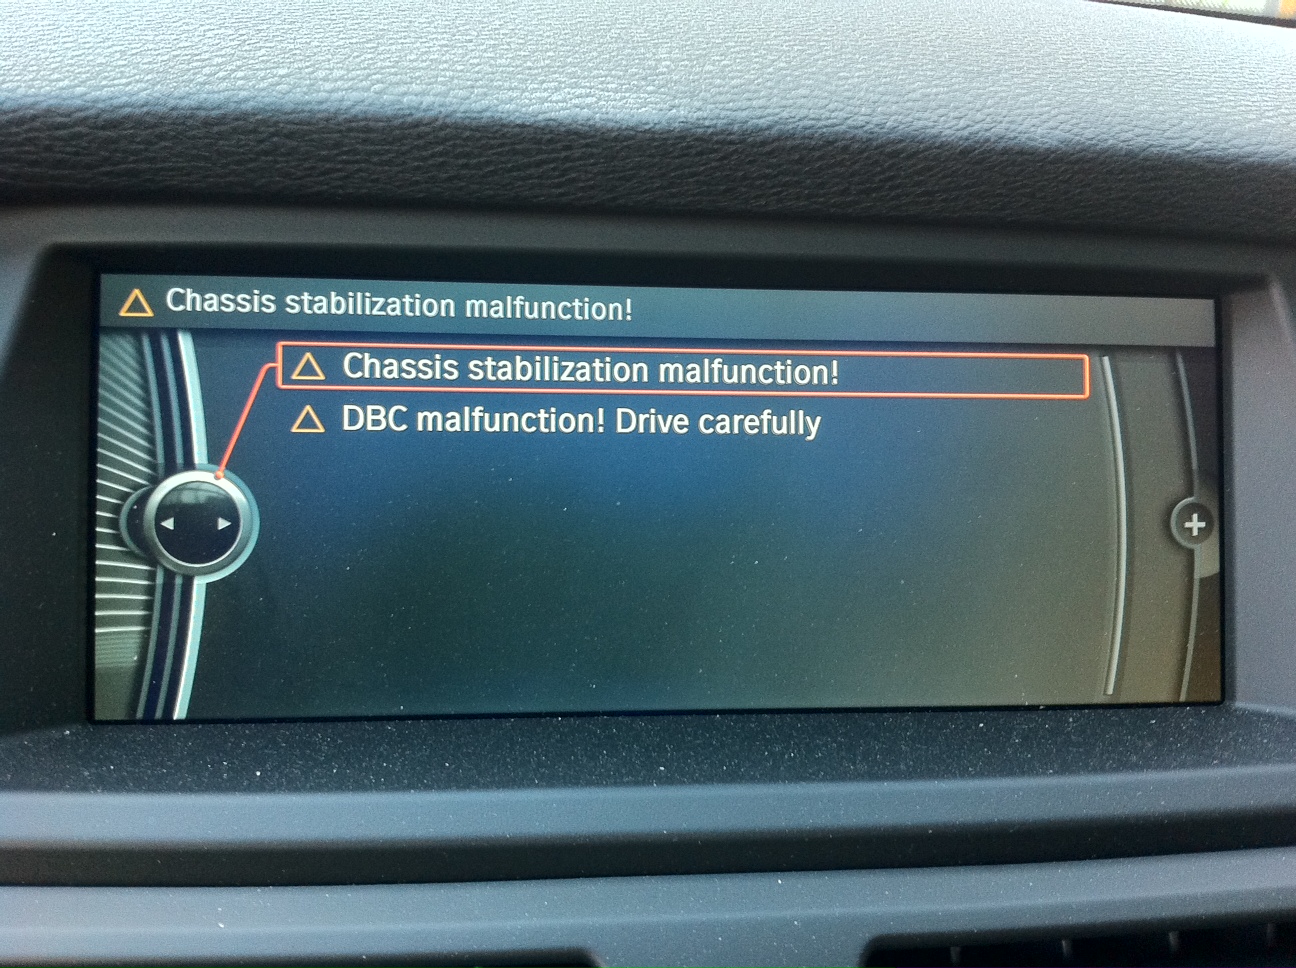 Chassis stabilization malfunction!
Chassis stabilization malfunction!
DBC malfunction! Drive carefully